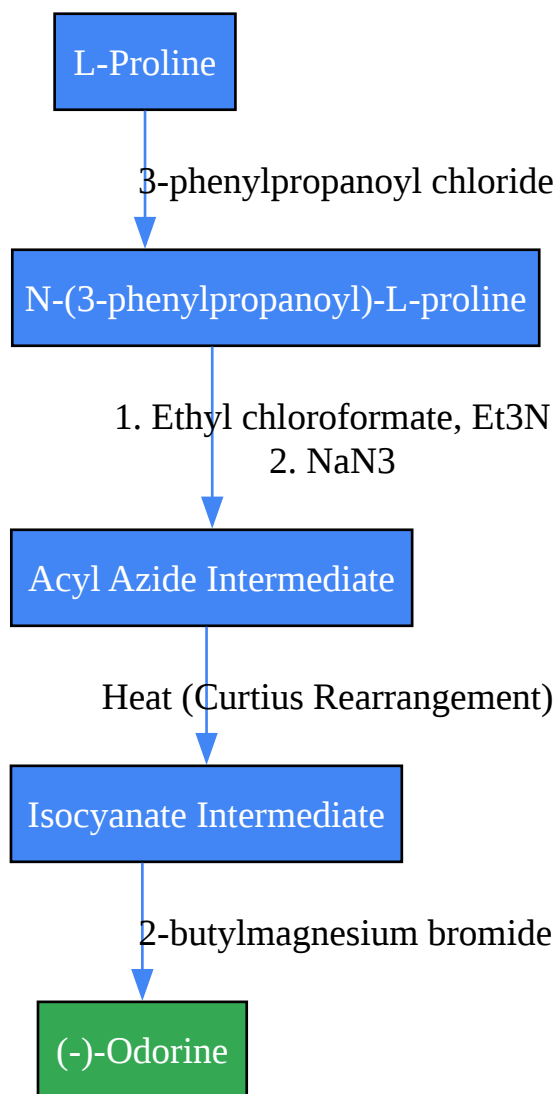 L-Proline
3-phenylpropanoyl chloride
N-(3-phenylpropanoyl)-L-proline
1. Ethyl chloroformate, Et3N
2. NaN3
Acyl Azide Intermediate
Heat (Curtius Rearrangement)
Isocyanate Intermediate
2-butylmagnesium bromide
(-)-Odorine